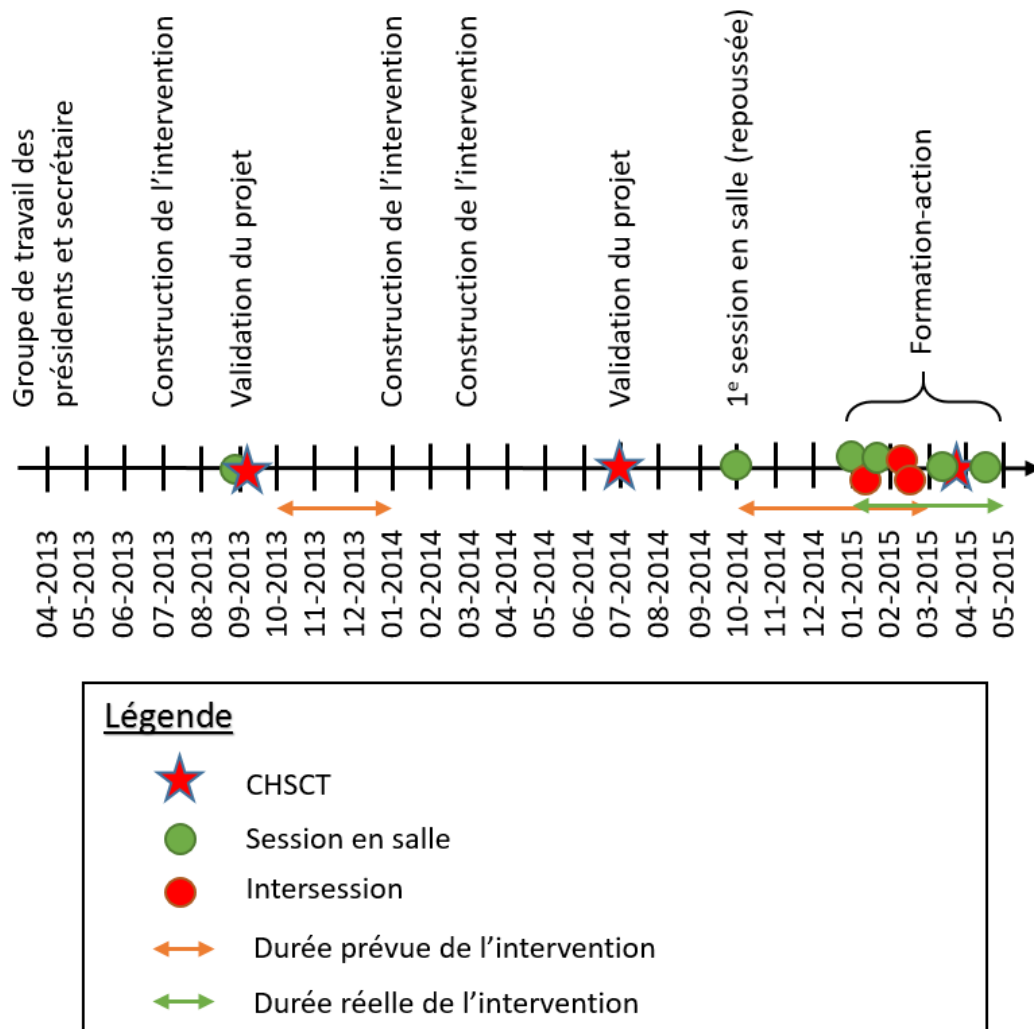 Groupe de travail des
présidents et secrétaire
Construction de l'intervention
Validation du projet
Construction de l'intervention
Construction de l'intervention
Validation du projet
1e session en salle (repoussée)
Formation-action
04-2013
05-2013
06-2013
07-2013
08-2013
09-2013
10-2013
11-2013
12-2013
01-2014
02-2014
03-2014
04-2014
05-2014
06-2014
07-2014
08-2014
09-2014
10-2014
11-2014
12-2014
01-2015
02-2015
03-2015
04-2015
05-2015
Légende
CHSCT
Session en salle
Intersession
Durée prévue de l'intervention
Durée réelle de l'intervention